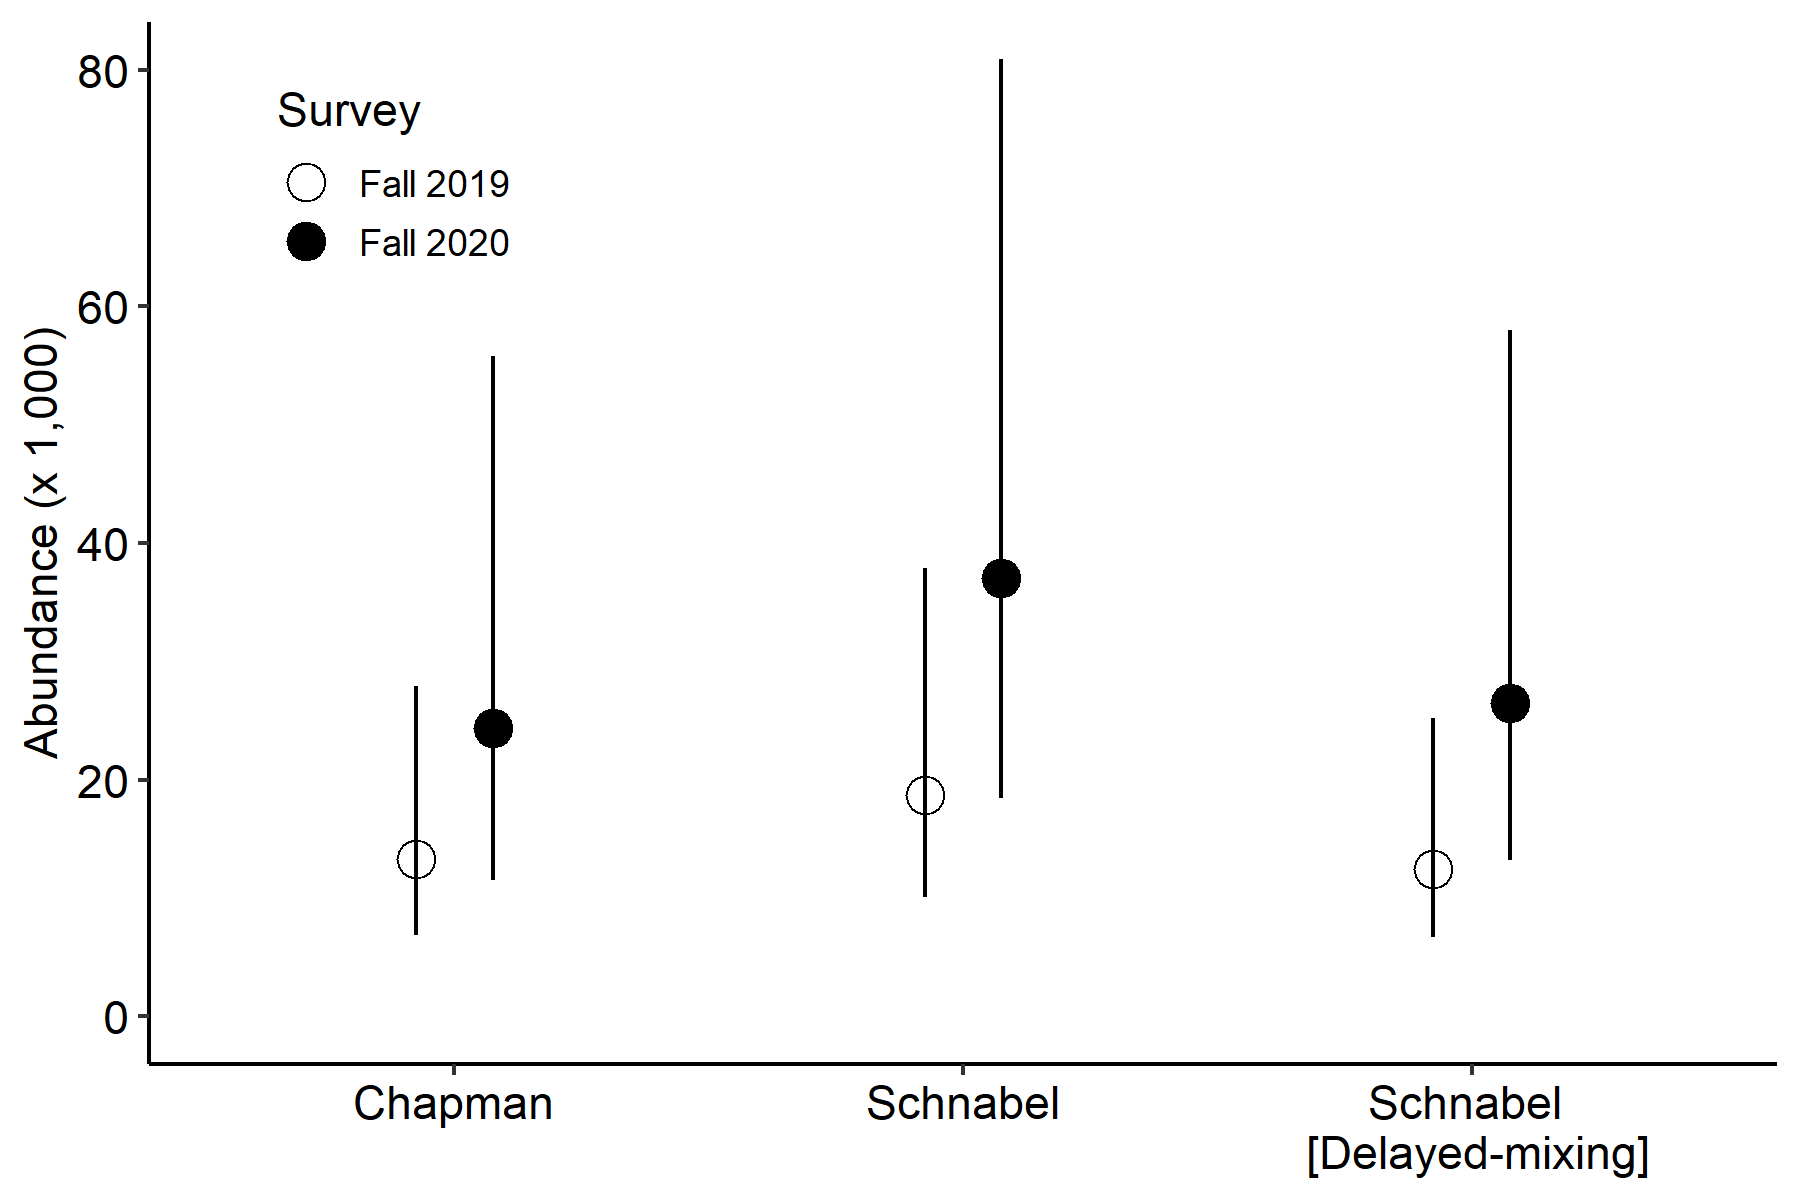 Abundance (x 1,000)
80
60
40
20
0
Survey
Fall 2019
Fall 2020
Chapman
Schnabel
Schnabel
[Delayed-mixing]